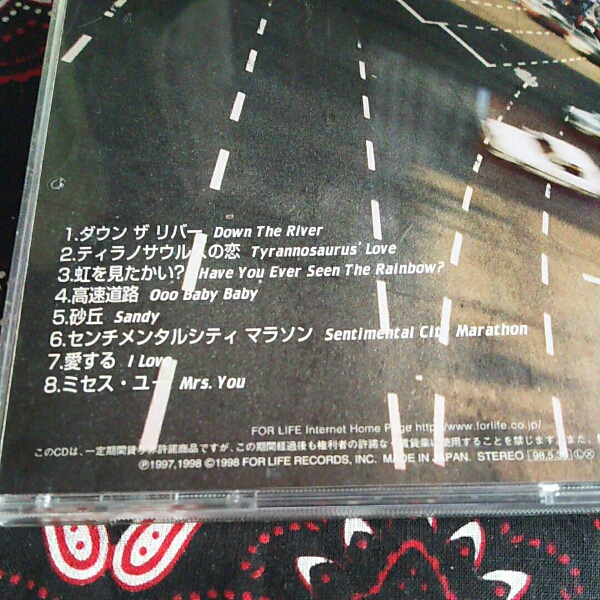 1.ダウン ザ リバー Down The River
2.ティラノサウルスの恋 Tyrannosaurus' Love
3.虹を見たかい? Have You Ever Seen The Rainbow?
4.高速道路 Ooo Baby Baby
5.砂丘 Sandy
6.センチメンタルシティ マラソン Sentimental City Marathon
7.愛する I Love
8.ミセス・ユー Mrs. You
FOR LIFE Internet Home Page http://www.forlife.co.jp/
このCDは、一定期間貸与非許諾商品ですが、この期間経過後も権利者の許諾なく賃貸業に使用することを禁じます。また、
Ⓟ1997,1998 ©1998 FOR LIFE RECORDS, INC. MADE IN JAPAN. STEREO